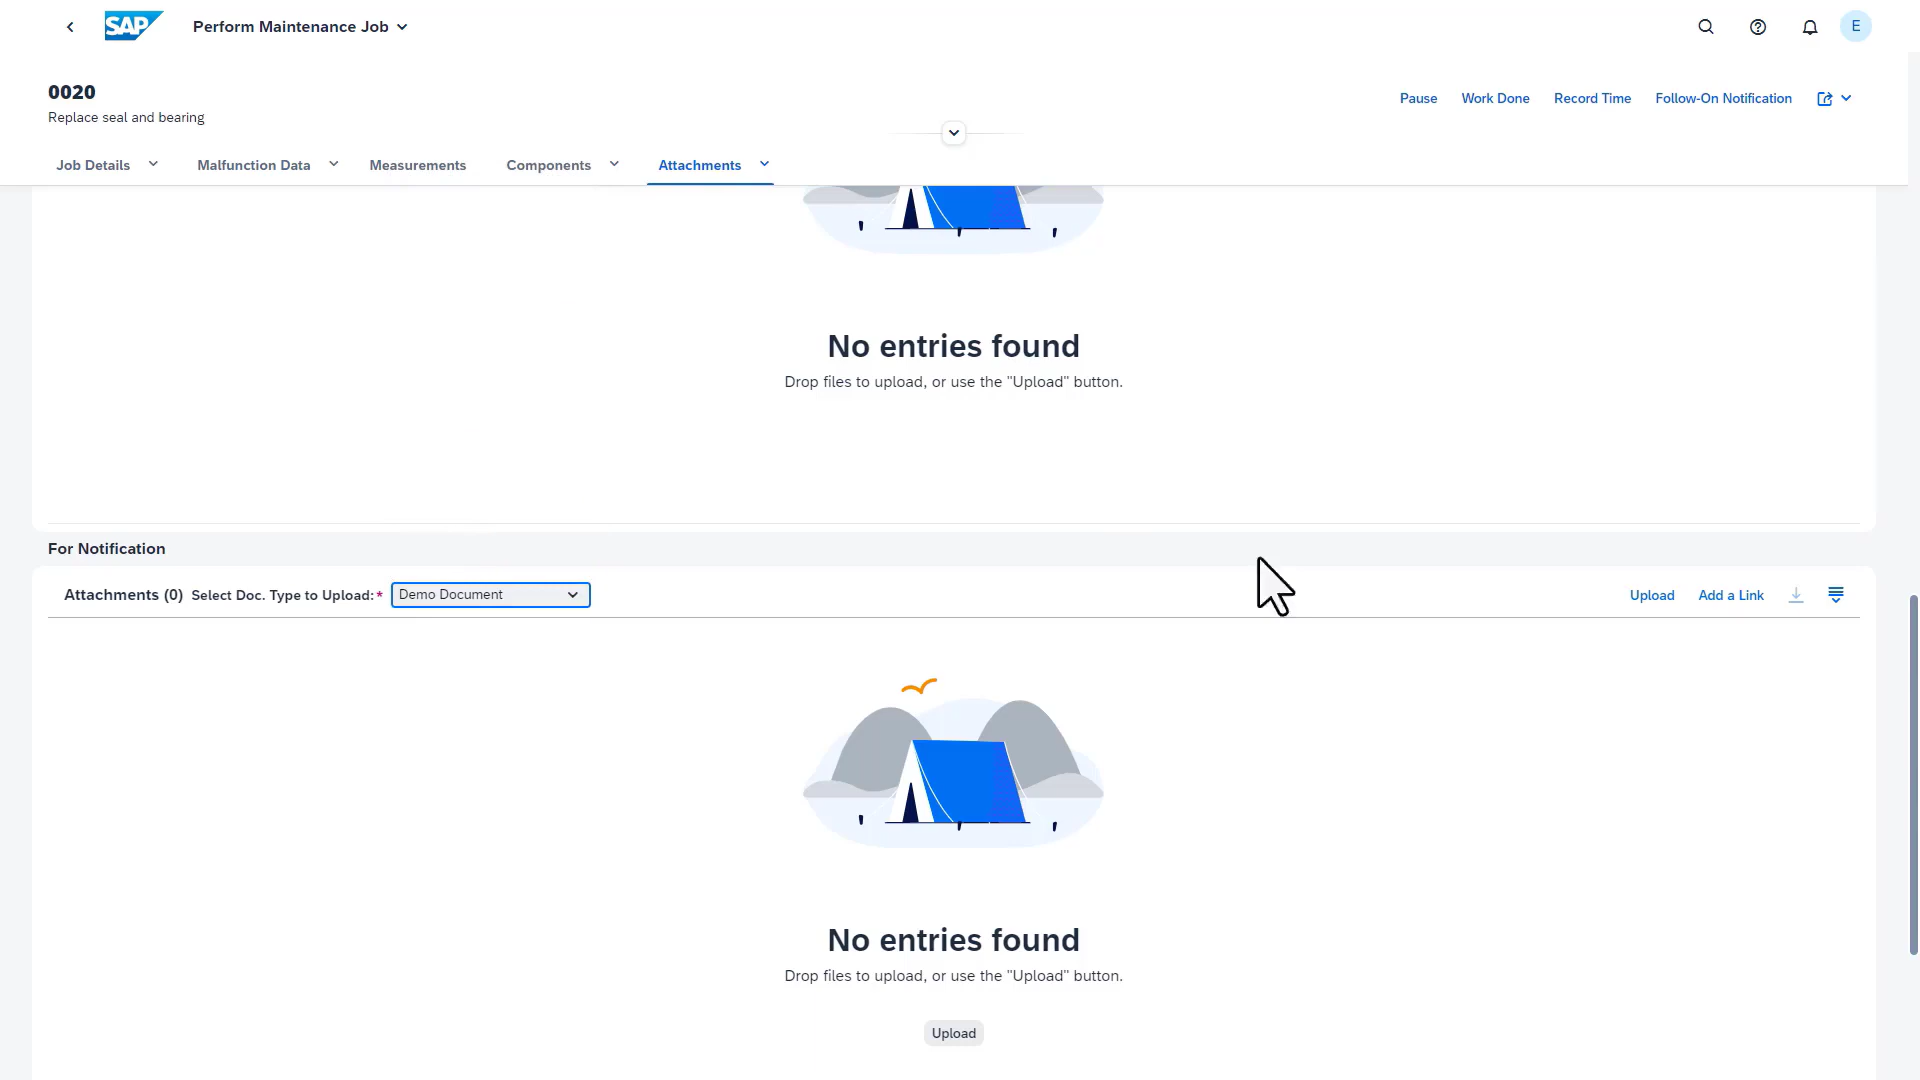 SAP Perform Maintenance Job E
0020
Replace seal and bearing
Pause Work Done Record Time Follow-On Notification
Job Details Malfunction Data Measurements Components Attachments
No entries found
Drop files to upload, or use the "Upload" button.
For Notification
Attachments (0) Select Doc. Type to Upload:* Demo Document Upload Add a Link
No entries found
Drop files to upload, or use the "Upload" button.
Upload